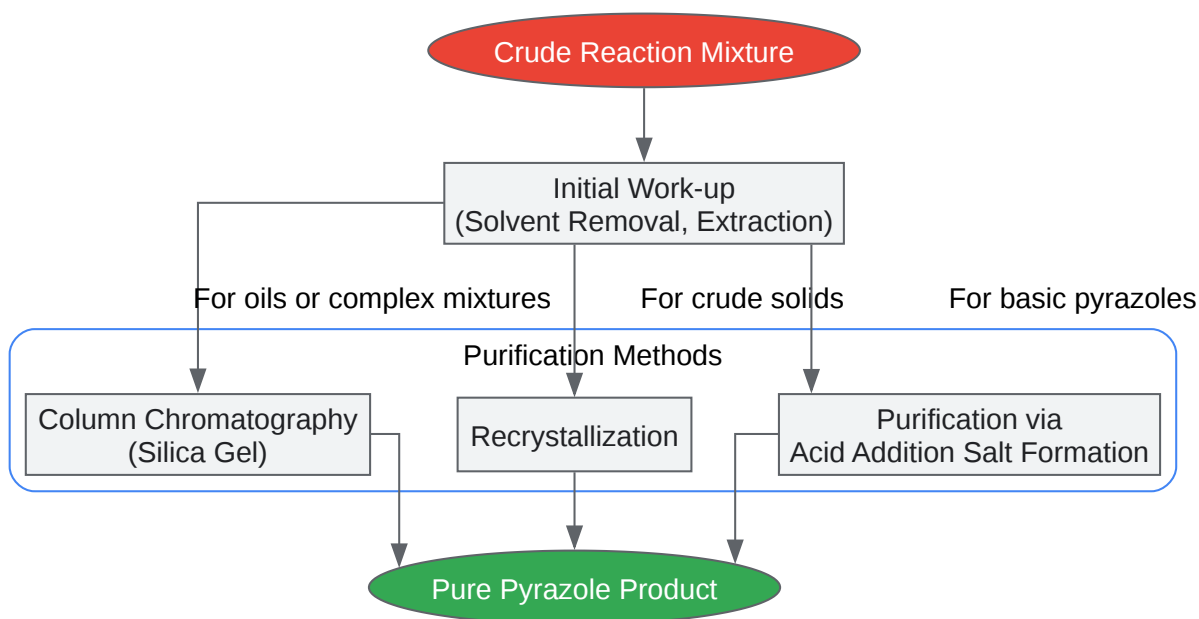 Crude Reaction Mixture
Initial Work-up
(Solvent Removal, Extraction)
For oils or complex mixtures
For crude solids
For basic pyrazoles
Purification Methods
Column Chromatography
(Silica Gel)
Recrystallization
Purification via
Acid Addition Salt Formation
Pure Pyrazole Product